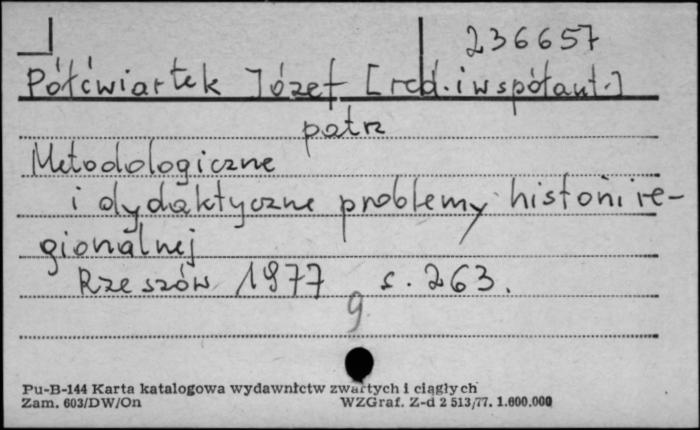 236657
Półćwiartek Józef [red. i współaut.]
patrz
Metodologiczne
i dydaktyczne problemy historii re-
gionalnej
Rzeszów 1977 s. 263.
9
Pu-B-144 Karta katalogowa wydawnictw zwartych i ciągłych
Zam. 603/DW/On WZGraf. Z-d 2 513/77. 1.600.000